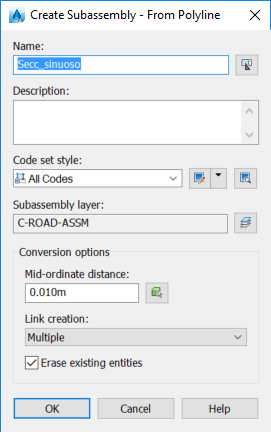 Create Subassembly - From Polyline
Name:
Secc_sinuoso
Description:
Code set style:
All Codes
Subassembly layer:
C-ROAD-ASSM
Conversion options
Mid-ordinate distance:
0.010m
Link creation:
Multiple
Erase existing entities
OK Cancel Help